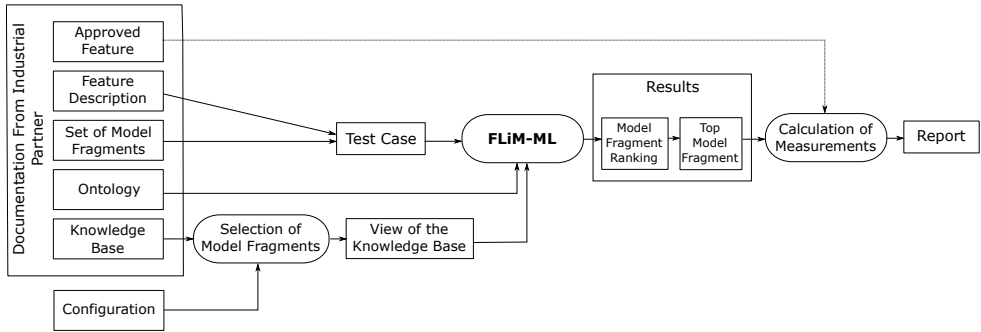 Documentation From Industrial
Partner
Approved
Feature
Feature
Description
Set of Model
Fragments
Ontology
Knowledge
Base
Configuration
Selection of
Model Fragments
View of the
Knowledge Base
Test Case
FLiM-ML
Results
Model
Fragment
Ranking
Top
Model
Fragment
Calculation of
Measurements
Report